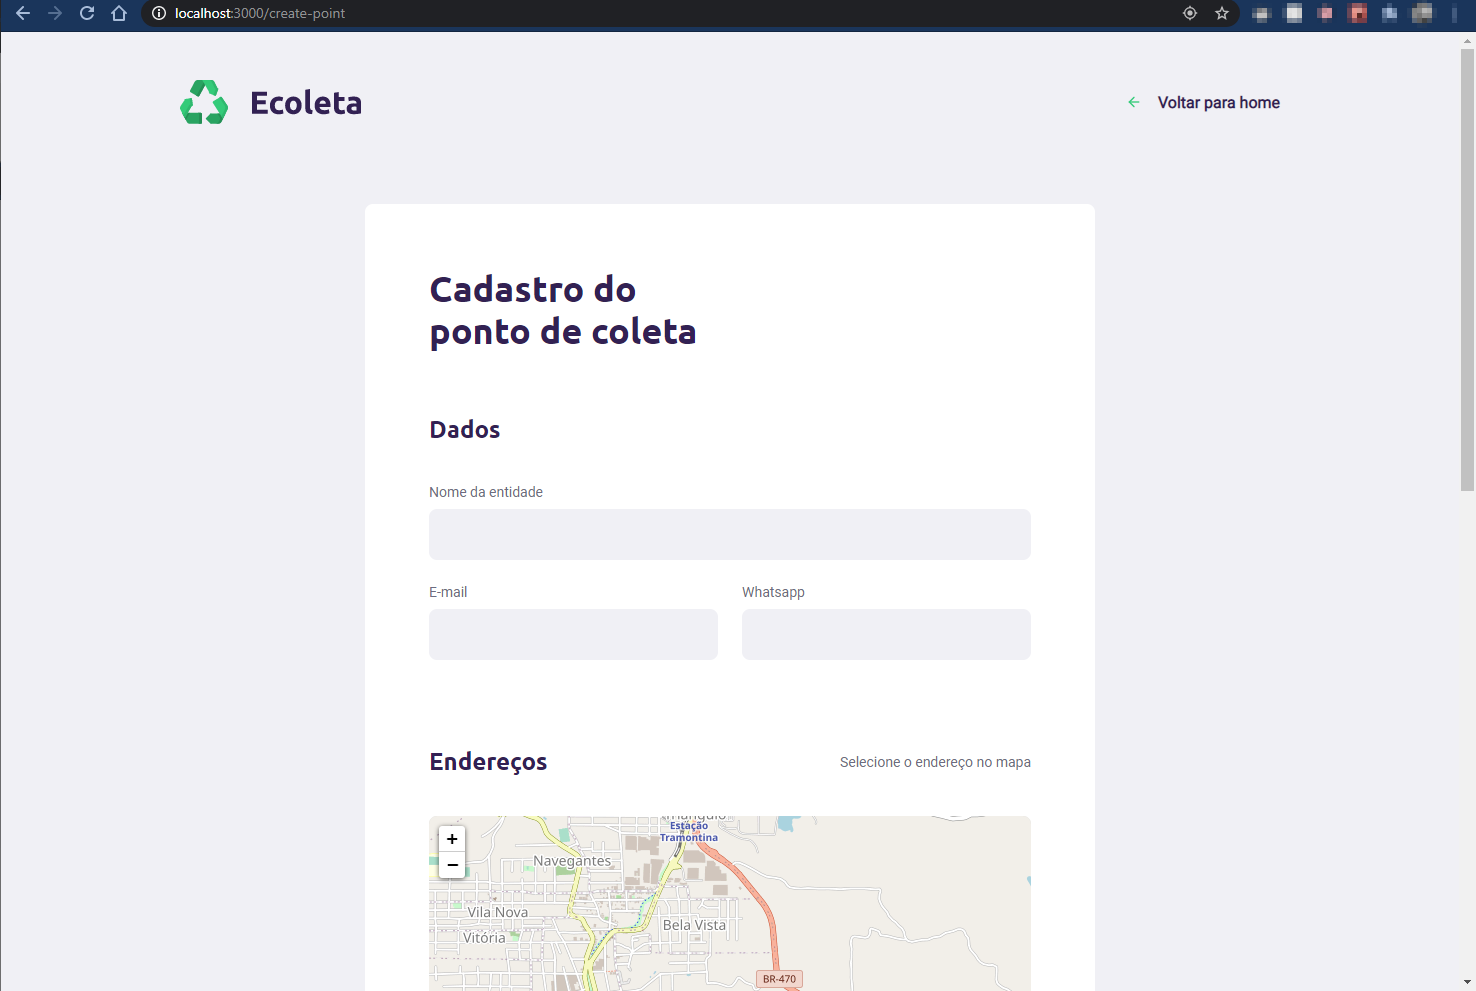 localhost:3000/create-point
Ecoleta
Voltar para home
Cadastro do
ponto de coleta
Dados
Nome da entidade
E-mail
Whatsapp
Endereços
Selecione o endereço no mapa
+
−
Estação
Tramontina
Navegantes
Vila Nova
Bela Vista
Vitória
BR-470